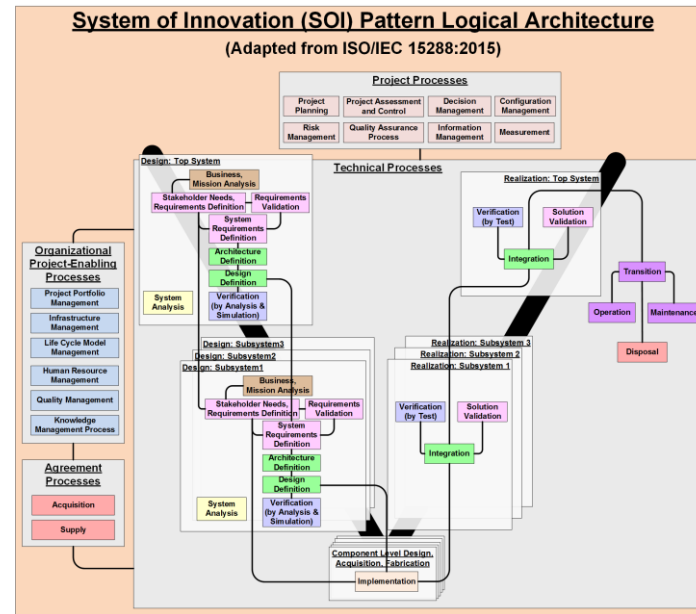 System of Innovation (SOI) Pattern Logical Architecture
(Adapted from ISO/IEC 15288:2015)
Project Processes
Project
Planning
Project Assessment
and Control
Decision
Management
Configuration
Management
Risk
Management
Quality Assurance
Process
Information
Management
Measurement
Technical Processes
Design: Top System
Business,
Mission Analysis
Stakeholder Needs,
Requirements Definition
Requirements
Validation
System
Requirements
Definition
Architecture
Definition
Design
Definition
System
Analysis
Verification
(by Analysis &
Simulation)
Realization: Top System
Verification
(by Test)
Solution
Validation
Integration
Transition
Operation
Maintenance
Disposal
Organizational
Project-Enabling
Processes
Project Portfolio
Management
Infrastructure
Management
Life Cycle Model
Management
Human Resource
Management
Quality Management
Knowledge
Management Process
Agreement
Processes
Acquisition
Supply
Design: Subsystem3
Design: Subsystem2
Design: Subsystem1
Business,
Mission Analysis
Stakeholder Needs,
Requirements Definition
Requirements
Validation
System
Requirements
Definition
Architecture
Definition
Design
Definition
System
Analysis
Verification
(by Analysis &
Simulation)
Realization: Subsystem 3
Realization: Subsystem 2
Realization: Subsystem 1
Verification
(by Test)
Solution
Validation
Integration
Component Level Design,
Acquisition, Fabrication
Implementation